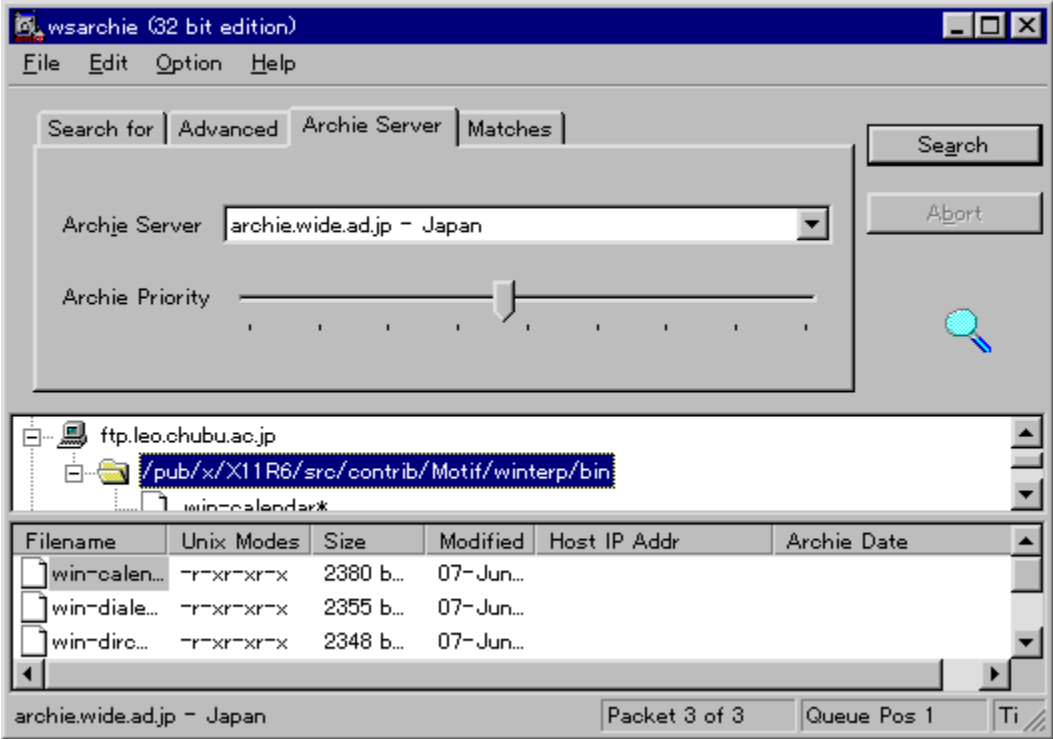 wsarchie (32 bit edition)
File Edit Option Help
Search for Advanced Archie Server Matches
Search
Abort
Archie Server archie.wide.ad.jp - Japan
Archie Priority
ftp.leo.chubu.ac.jp
/pub/x/X11R6/src/contrib/Motif/winterp/bin
win-calendar*
Filename Unix Modes Size Modified Host IP Addr Archie Date
win-calen... -r-xr-xr-x 2380 b... 07-Jun...
win-diale... -r-xr-xr-x 2355 b... 07-Jun...
win-dirc... -r-xr-xr-x 2348 b... 07-Jun...
archie.wide.ad.jp - Japan Packet 3 of 3 Queue Pos 1 Ti